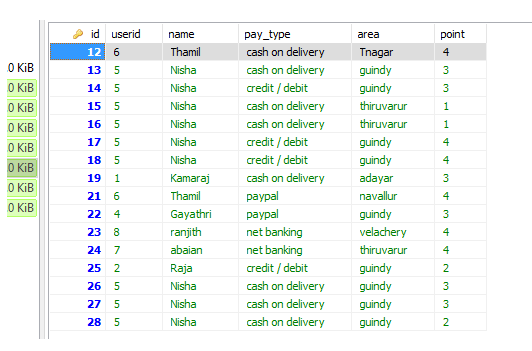 id userid name pay_type area point
12 6 Thamil cash on delivery Tnagar 4
.0 KiB 13 5 Nisha cash on delivery guindy 3
0 KiB 14 5 Nisha credit / debit guindy 3
0 KiB 15 5 Nisha cash on delivery thiruvarur 1
0 KiB 16 5 Nisha cash on delivery thiruvarur 1
0 KiB 17 5 Nisha credit / debit guindy 4
0 KiB 18 5 Nisha credit / debit guindy 4
0 KiB 19 1 Kamaraj cash on delivery adayar 3
0 KiB 21 6 Thamil paypal navallur 4
0 KiB 22 4 Gayathri paypal guindy 3
23 8 ranjith net banking velachery 4
24 7 abaian net banking thiruvarur 4
25 2 Raja credit / debit guindy 2
26 5 Nisha cash on delivery guindy 3
27 5 Nisha cash on delivery guindy 3
28 5 Nisha cash on delivery guindy 2